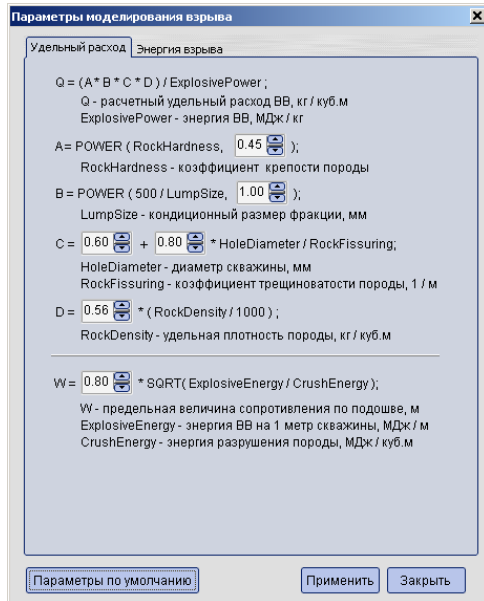 Параметры моделирования взрыва
Удельный расход Энергия взрыва
Q = ( A * B * C * D ) / ExplosivePower ;
Q - расчетный удельный расход ВВ, кг / куб.м
ExplosivePower - энергия ВВ, МДж / кг
A= POWER ( RockHardness, 0.45 );
RockHardness - коэффициент крепости породы
B = POWER ( 500 / LumpSize, 1.00 );
LumpSize - кондиционный размер фракции, мм
C = 0.60 + 0.80 * HoleDiameter / RockFissuring;
HoleDiameter - диаметр скважины, мм
RockFissuring - коэффициент трещиноватости породы, 1 / м
D = 0.56 * ( RockDensity / 1000 ) ;
RockDensity - удельная плотность породы, кг / куб.м
W = 0.80 * SQRT( ExplosiveEnergy / CrushEnergy );
W - предельная величина сопротивления по подошве, м
ExplosiveEnergy - энергия ВВ на 1 метр скважины, МДж / м
CrushEnergy - энергия разрушения породы, МДж / куб.м
Параметры по умолчанию Применить Закрыть